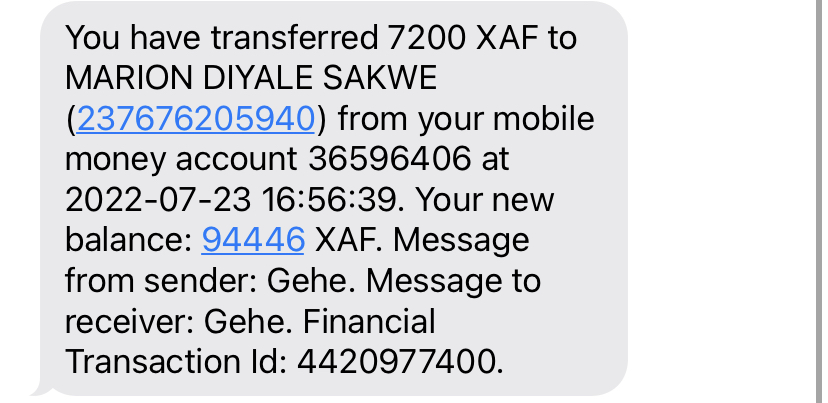 You have transferred 7200 XAF to
MARION DIYALE SAKWE
(237676205940) from your mobile
money account 36596406 at
2022-07-23 16:56:39. Your new
balance: 94446 XAF. Message
from sender: Gehe. Message to
receiver: Gehe. Financial
Transaction Id: 4420977400.